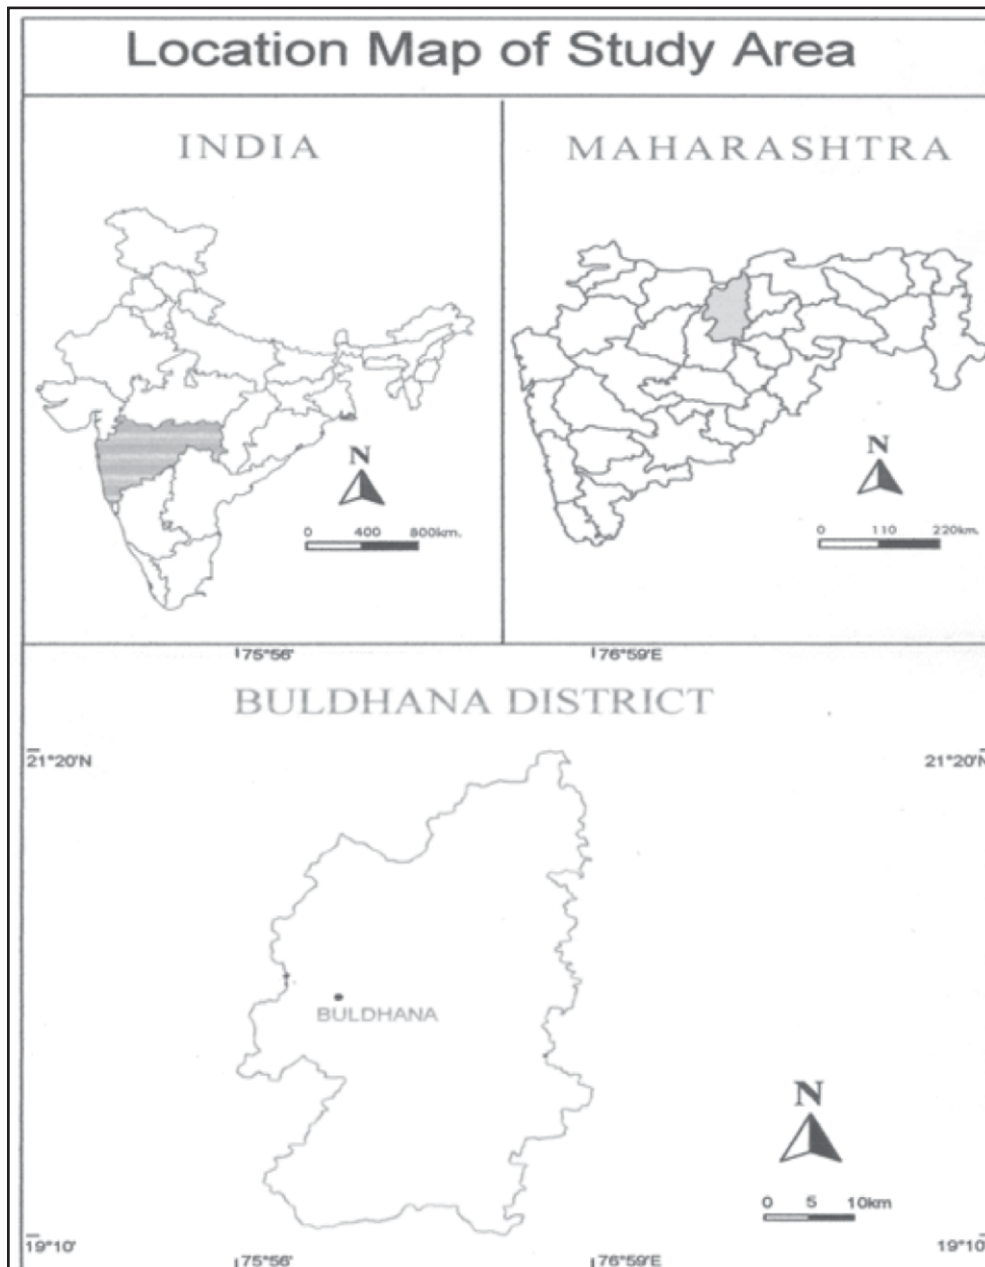 Location Map of Study Area
INDIA
N
0 400 800km.
MAHARASHTRA
N
0 110 220km.
75°56' 76°59'E
BULDHANA DISTRICT
21°20'N 21°20'N
BULDHANA
N
0 5 10km
19°10' 19°10'
75°56' 76°59'E